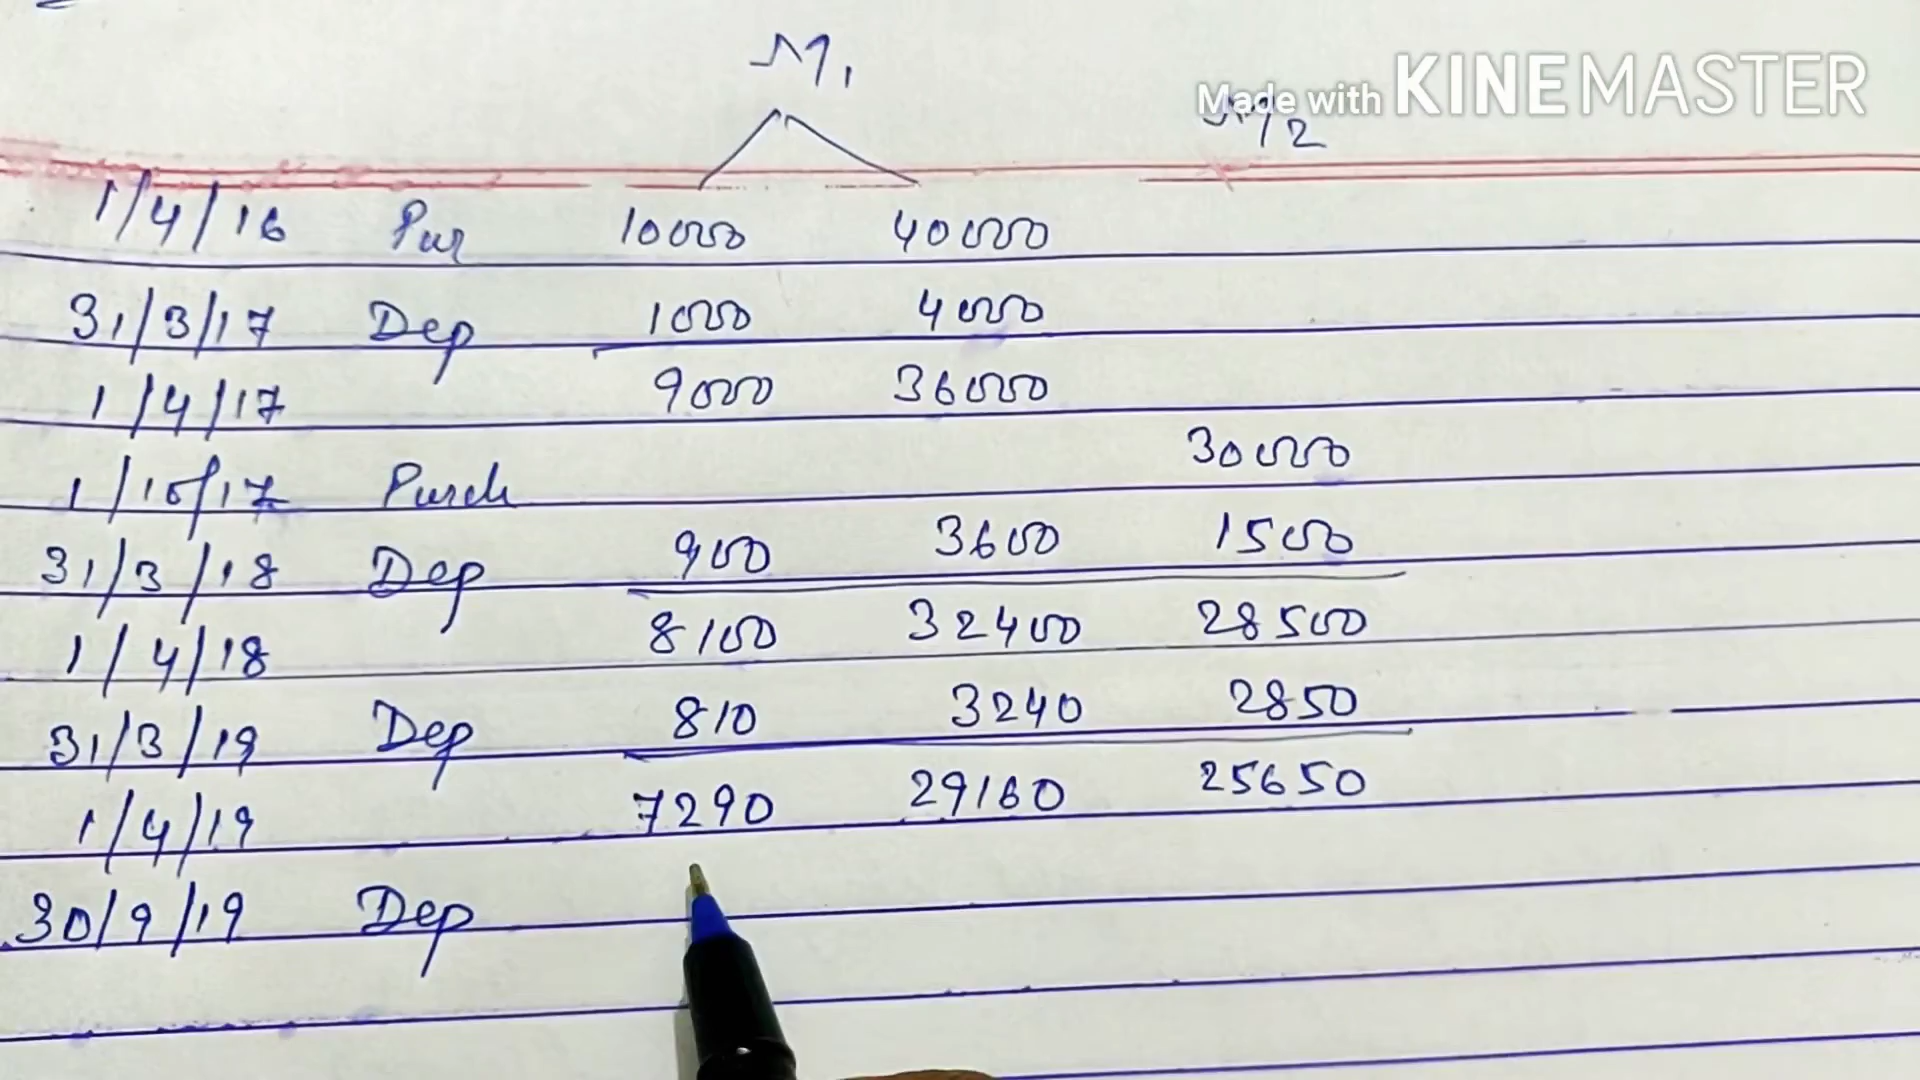 M1
Made with KINEMASTER
M2
1/4/16 Pur 10000 40000
31/3/17 Dep 1000 4000
1/4/17 9000 36000
30000
1/10/17 Purch
31/3/18 Dep 900 3600 1500
1/4/18 8100 32400 28500
31/3/19 Dep 810 3240 2850
1/4/19 7290 29160 25650
30/9/19 Dep